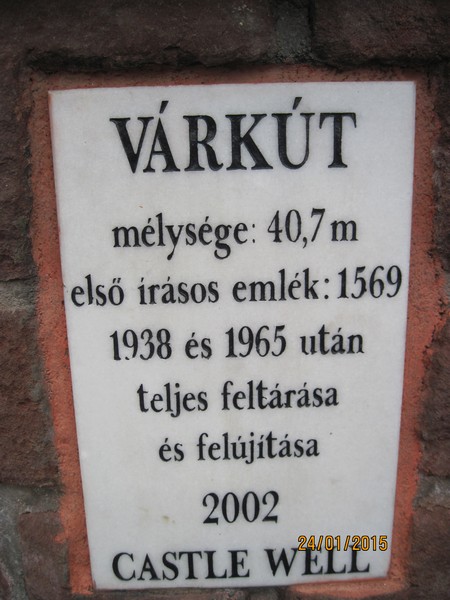 VÁRKÚT
mélysége: 40,7 m
első írásos emlék: 1569
1938 és 1965 után
teljes feltárása
és felújítása
2002
24/01/2015
CASTLE WELL